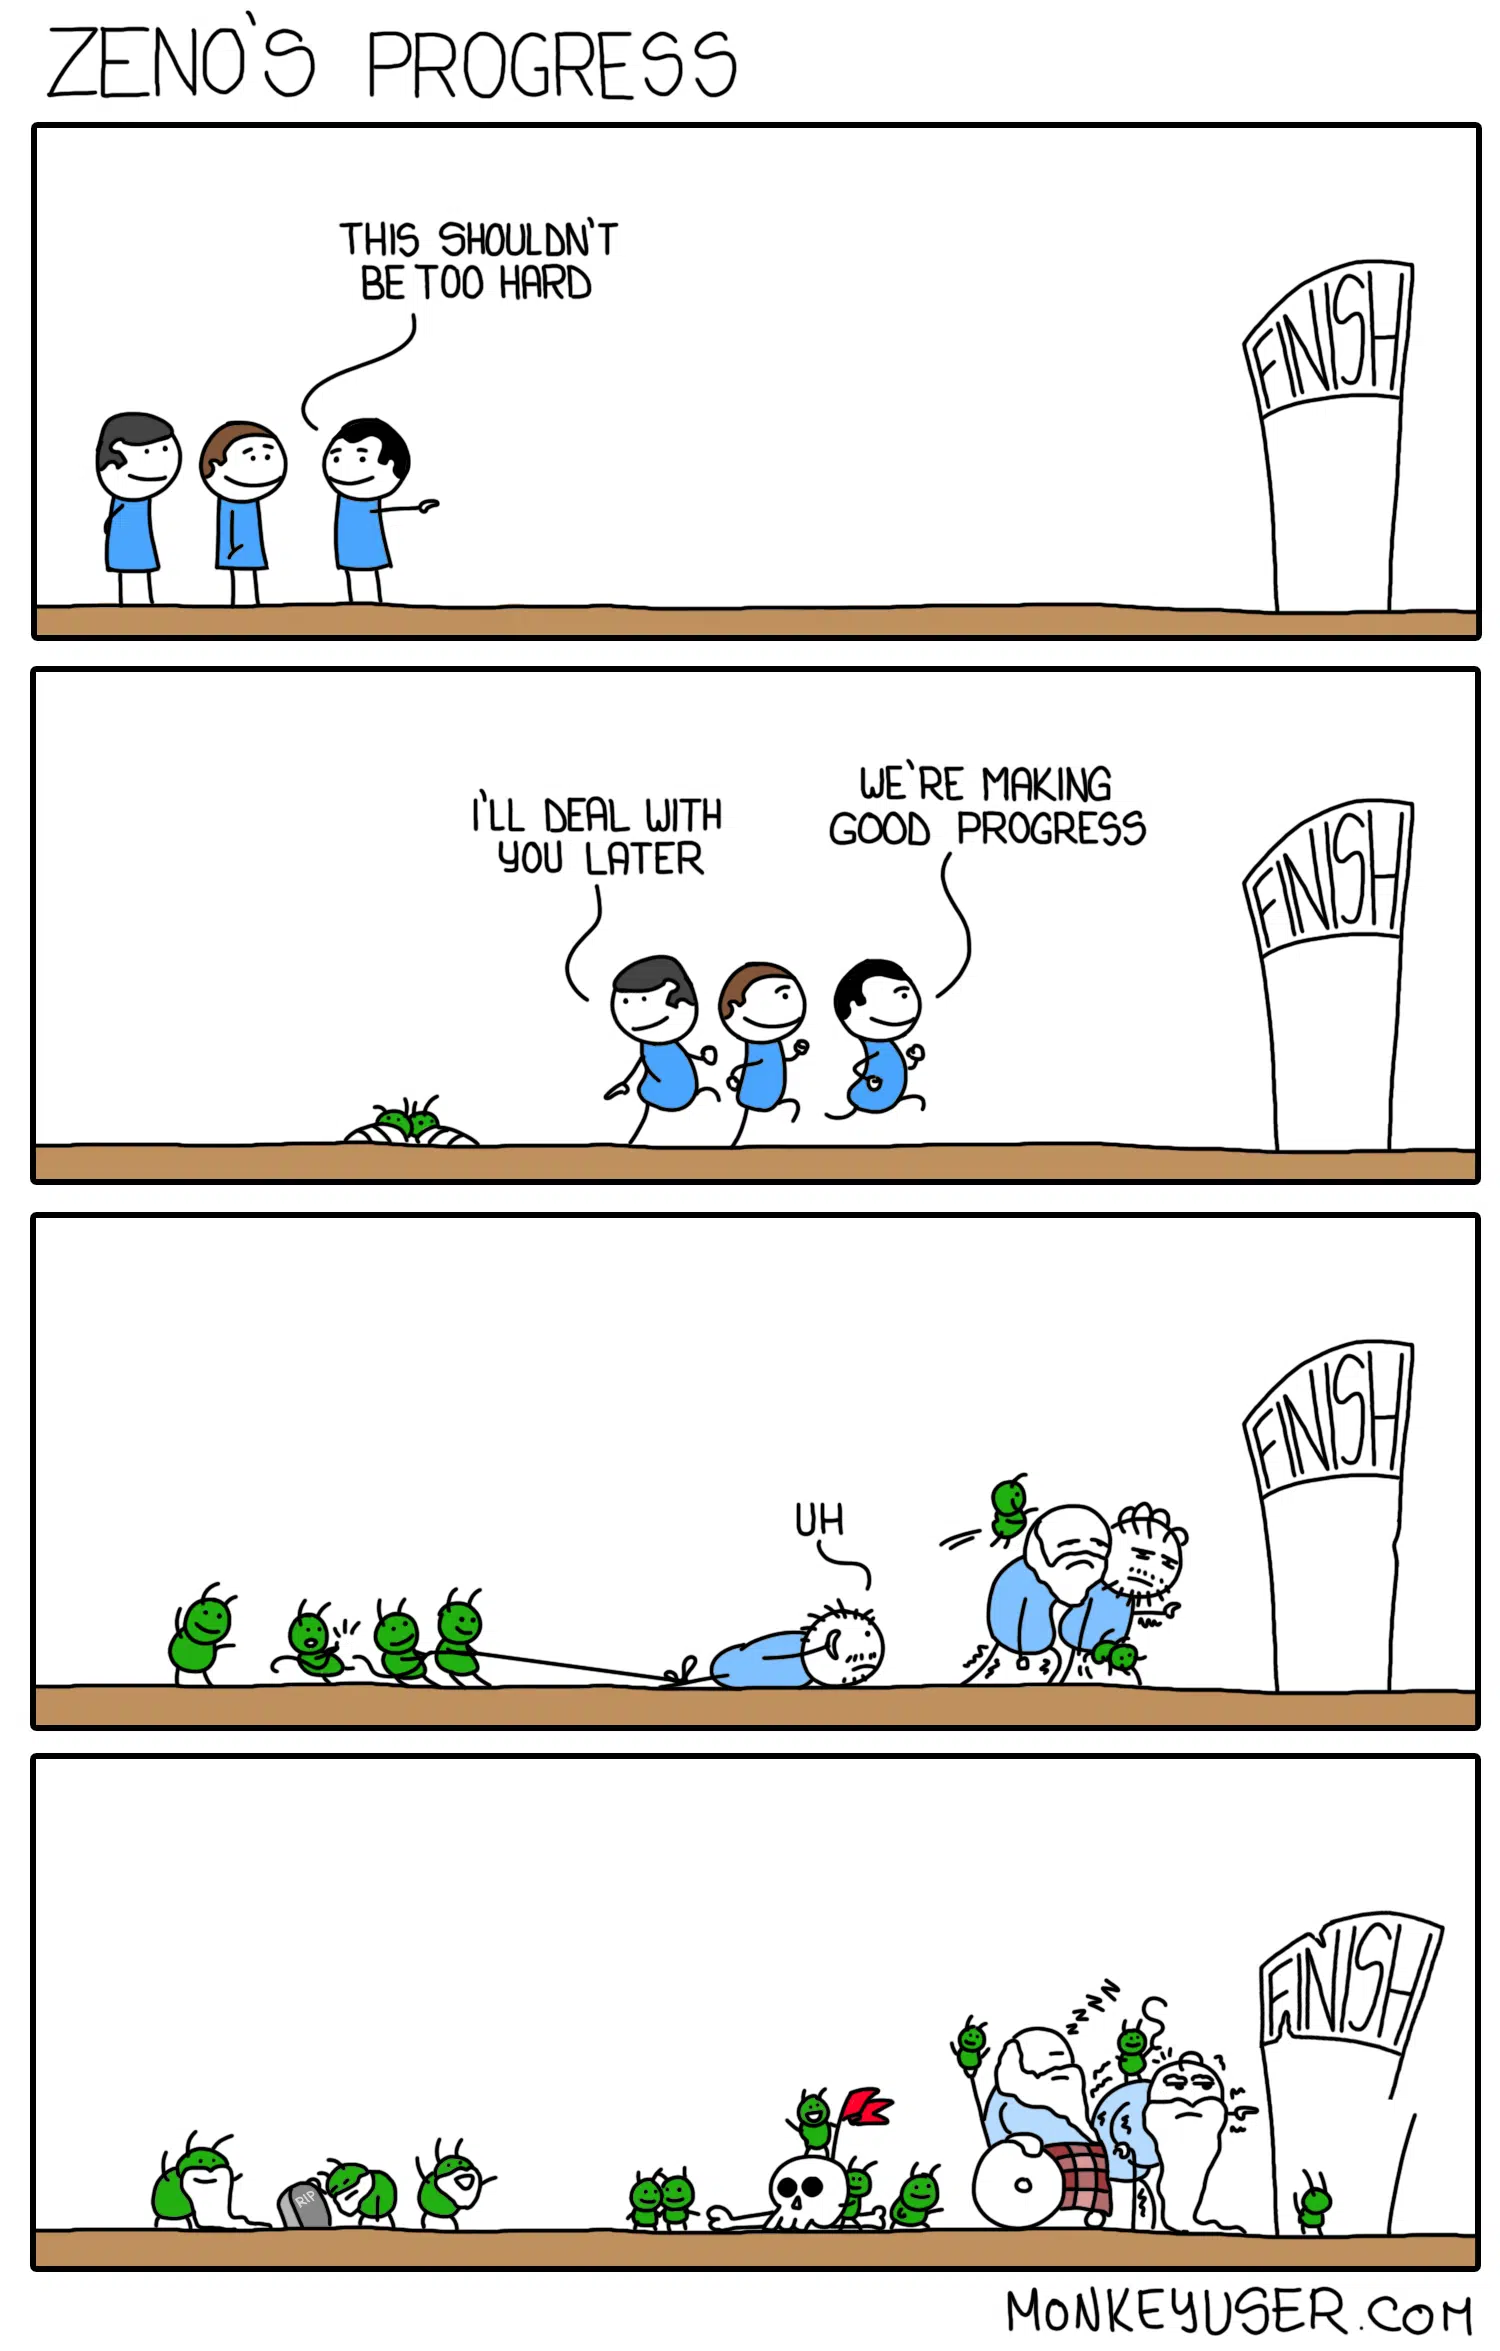 ZENO'S PROGRESS
THIS SHOULDN'T
BE TOO HARD
FINISH
I'LL DEAL WITH
YOU LATER
WE'RE MAKING
GOOD PROGRESS
FINISH
UH
FINISH
ZZZZ
FINISH
RIP
MONKEYUSER.COM